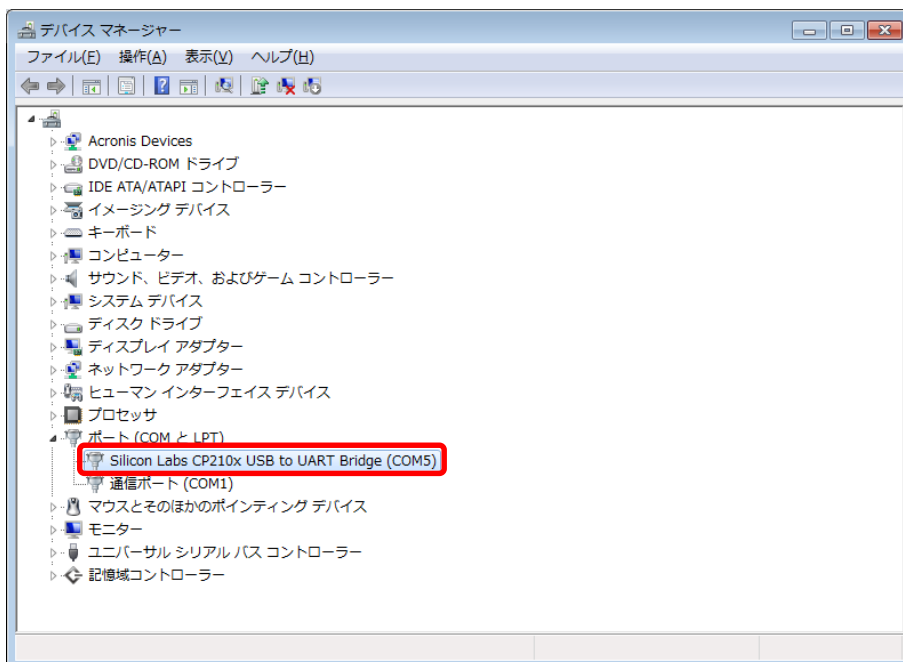 デバイス マネージャー
ファイル(F) 操作(A) 表示(V) ヘルプ(H)
Acronis Devices
DVD/CD-ROM ドライブ
IDE ATA/ATAPI コントローラー
イメージング デバイス
キーボード
コンピューター
サウンド、ビデオ、およびゲーム コントローラー
システム デバイス
ディスク ドライブ
ディスプレイ アダプター
ネットワーク アダプター
ヒューマン インターフェイス デバイス
プロセッサ
ポート (COM と LPT)
Silicon Labs CP210x USB to UART Bridge (COM5)
通信ポート (COM1)
マウスとそのほかのポインティング デバイス
モニター
ユニバーサル シリアル バス コントローラー
記憶域コントローラー